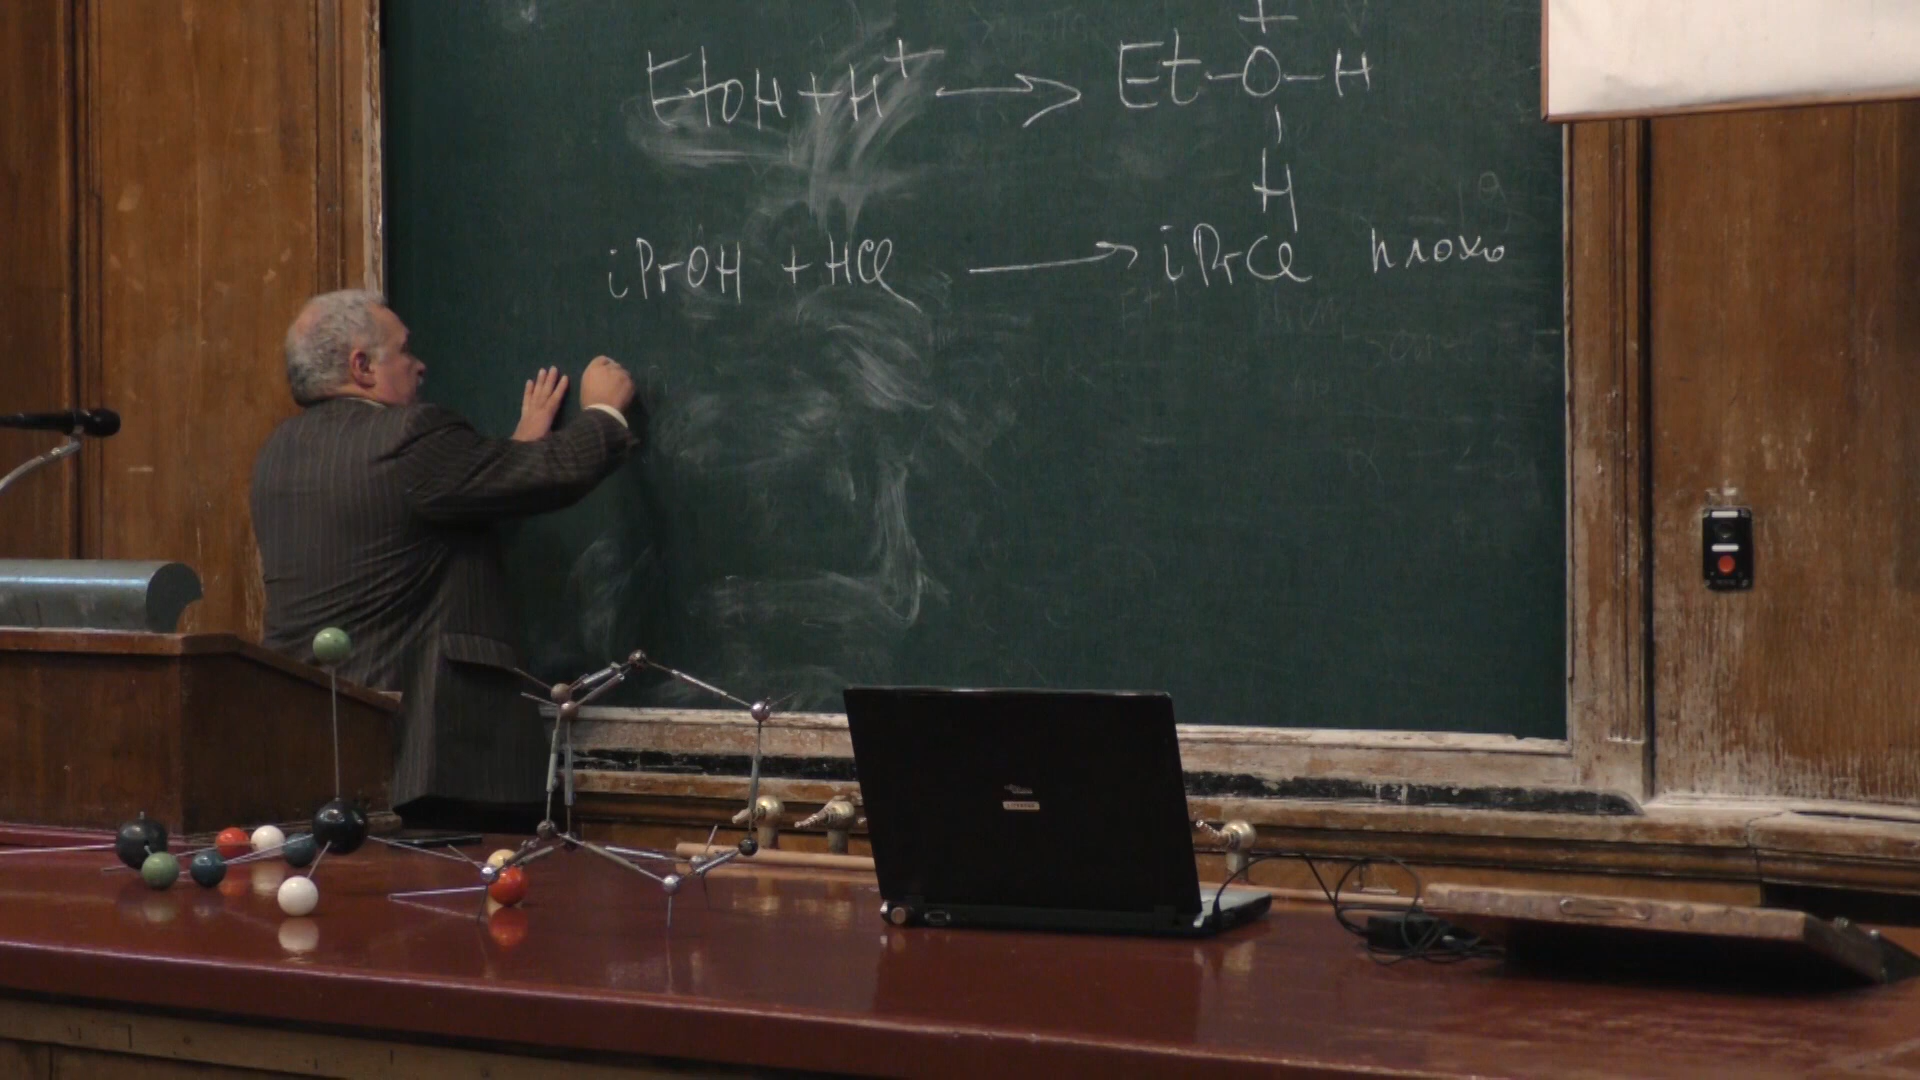 EtOH + H⁺ → Et-O⁺-H
H
iPrOH + HCl → iPrCl плохо